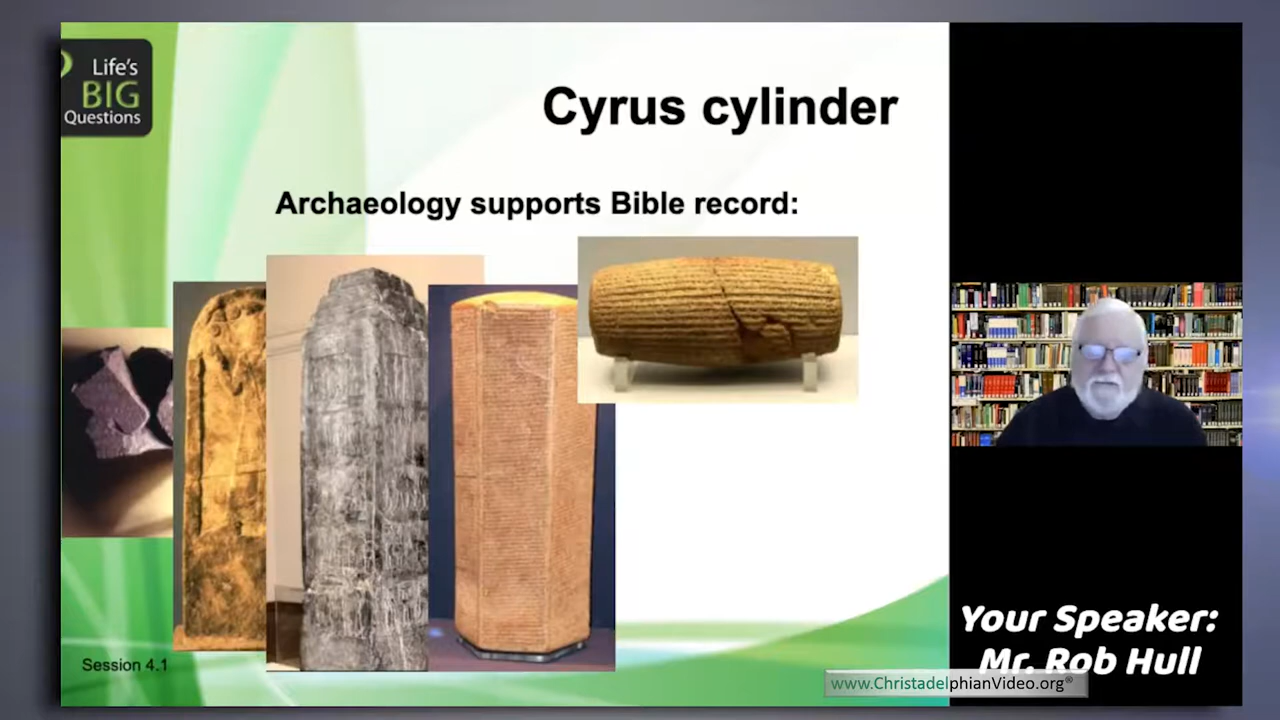 Life's
BIG
Questions
Cyrus cylinder
Archaeology supports Bible record:
Session 4.1
Your Speaker:
Mr. Rob Hull
www.ChristadelphianVideo.org®